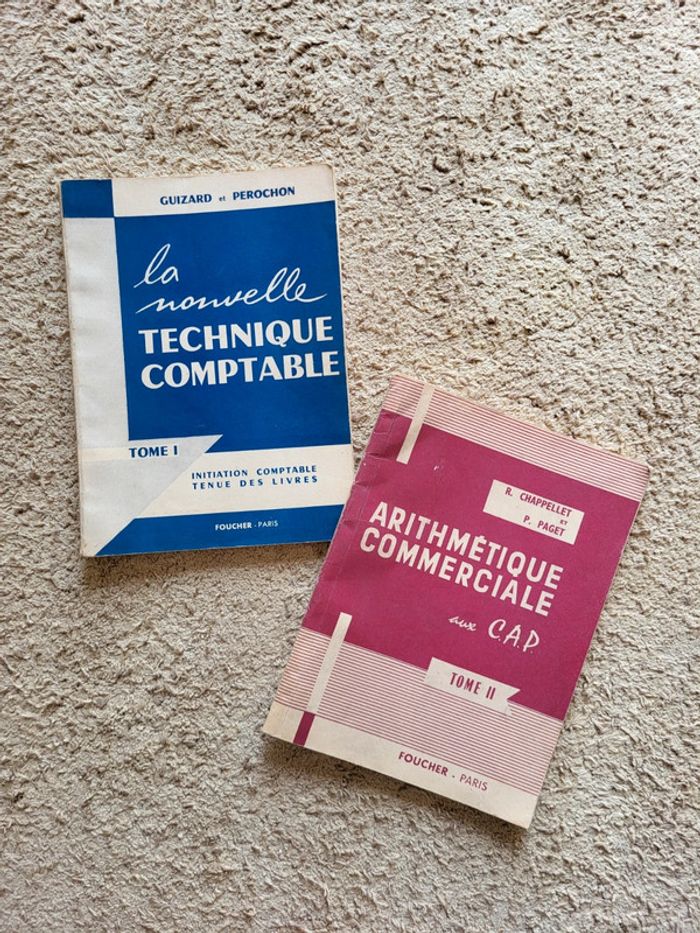 GUIZARD et PEROCHON
la
nouvelle
TECHNIQUE
COMPTABLE
TOME I
INITIATION COMPTABLE
TENUE DES LIVRES
FOUCHER - PARIS
R. CHAPPELLET
ET
P. PAGET
ARITHMÉTIQUE
COMMERCIALE
aux C.A.P.
TOME II
FOUCHER - PARIS